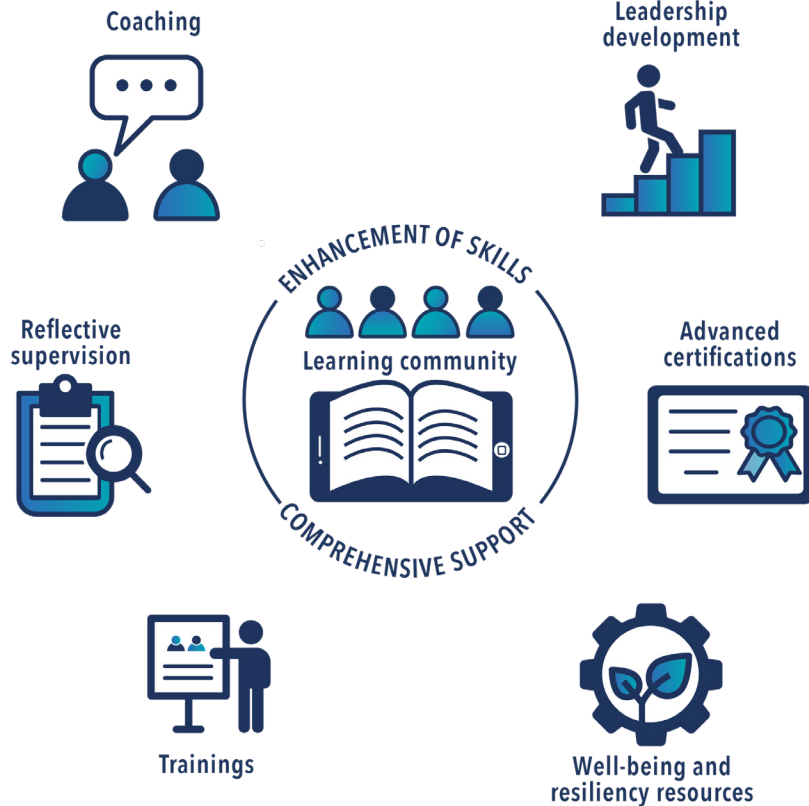 Coaching
Leadership
development
ENHANCEMENT OF SKILLS
Learning community
COMPREHENSIVE SUPPORT
Reflective
supervision
Advanced
certifications
Trainings
Well-being and
resiliency resources